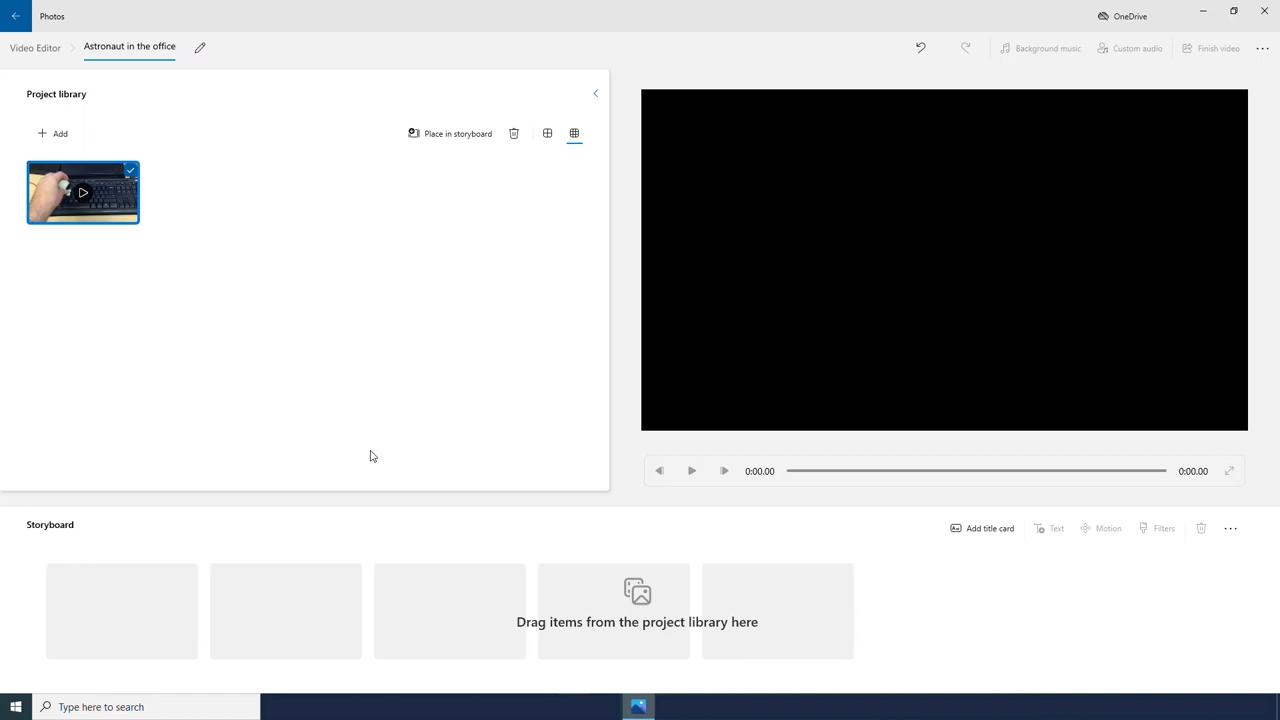 Photos
OneDrive
Video Editor
Astronaut in the office
Background music
Custom audio
Finish video
Project library
Add
Place in storyboard
0:00.00
0:00.00
Storyboard
Add title card
Text
Motion
Filters
Drag items from the project library here
Type here to search